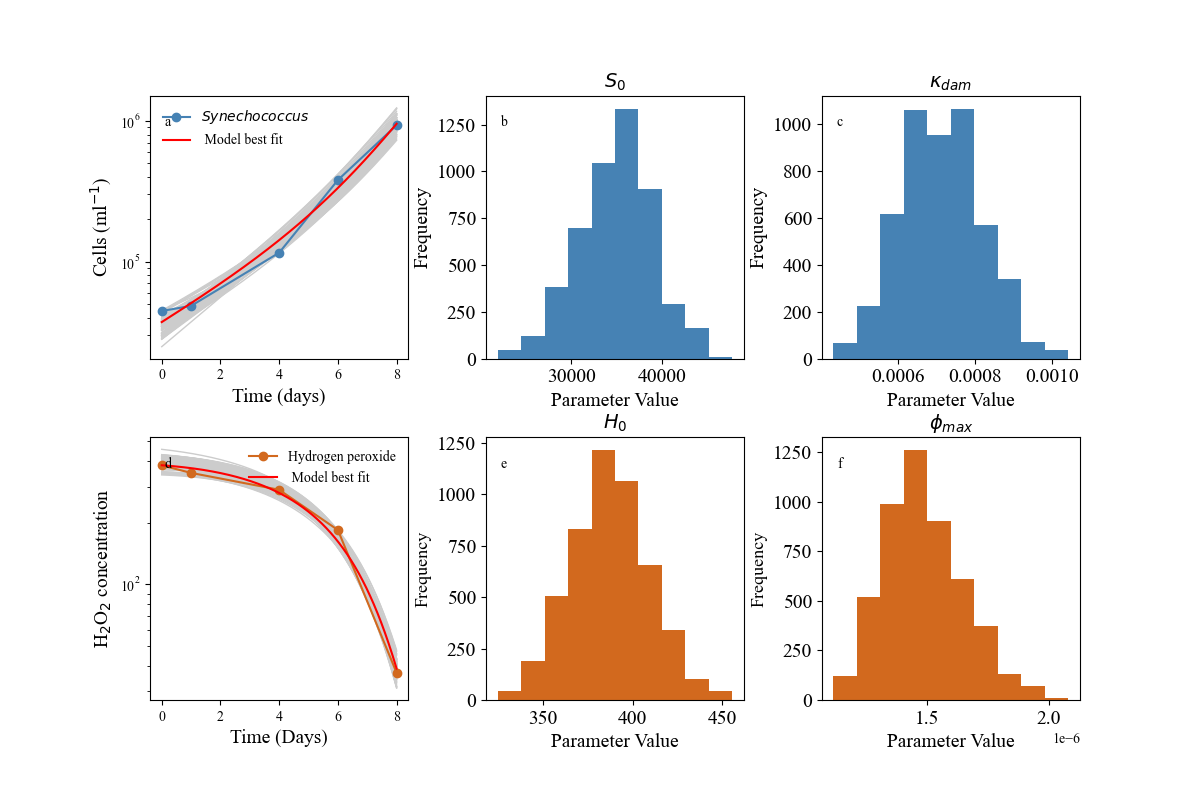 S₀
κ_dam
a
Synechococcus
Model best fit
b
c
10⁶
10⁵
Cells (ml⁻¹)
0 2 4 6 8
Time (days)
Frequency
1250
1000
750
500
250
0
30000 40000
Parameter Value
Frequency
1000
800
600
400
200
0
0.0006 0.0008 0.0010
Parameter Value
H₀
ϕ_max
d
Hydrogen peroxide
Model best fit
e
f
10²
H₂O₂ concentration
0 2 4 6 8
Time (Days)
Frequency
1250
1000
750
500
250
0
350 400 450
Parameter Value
Frequency
1250
1000
750
500
250
0
1.5 2.0
Parameter Value
1e−6